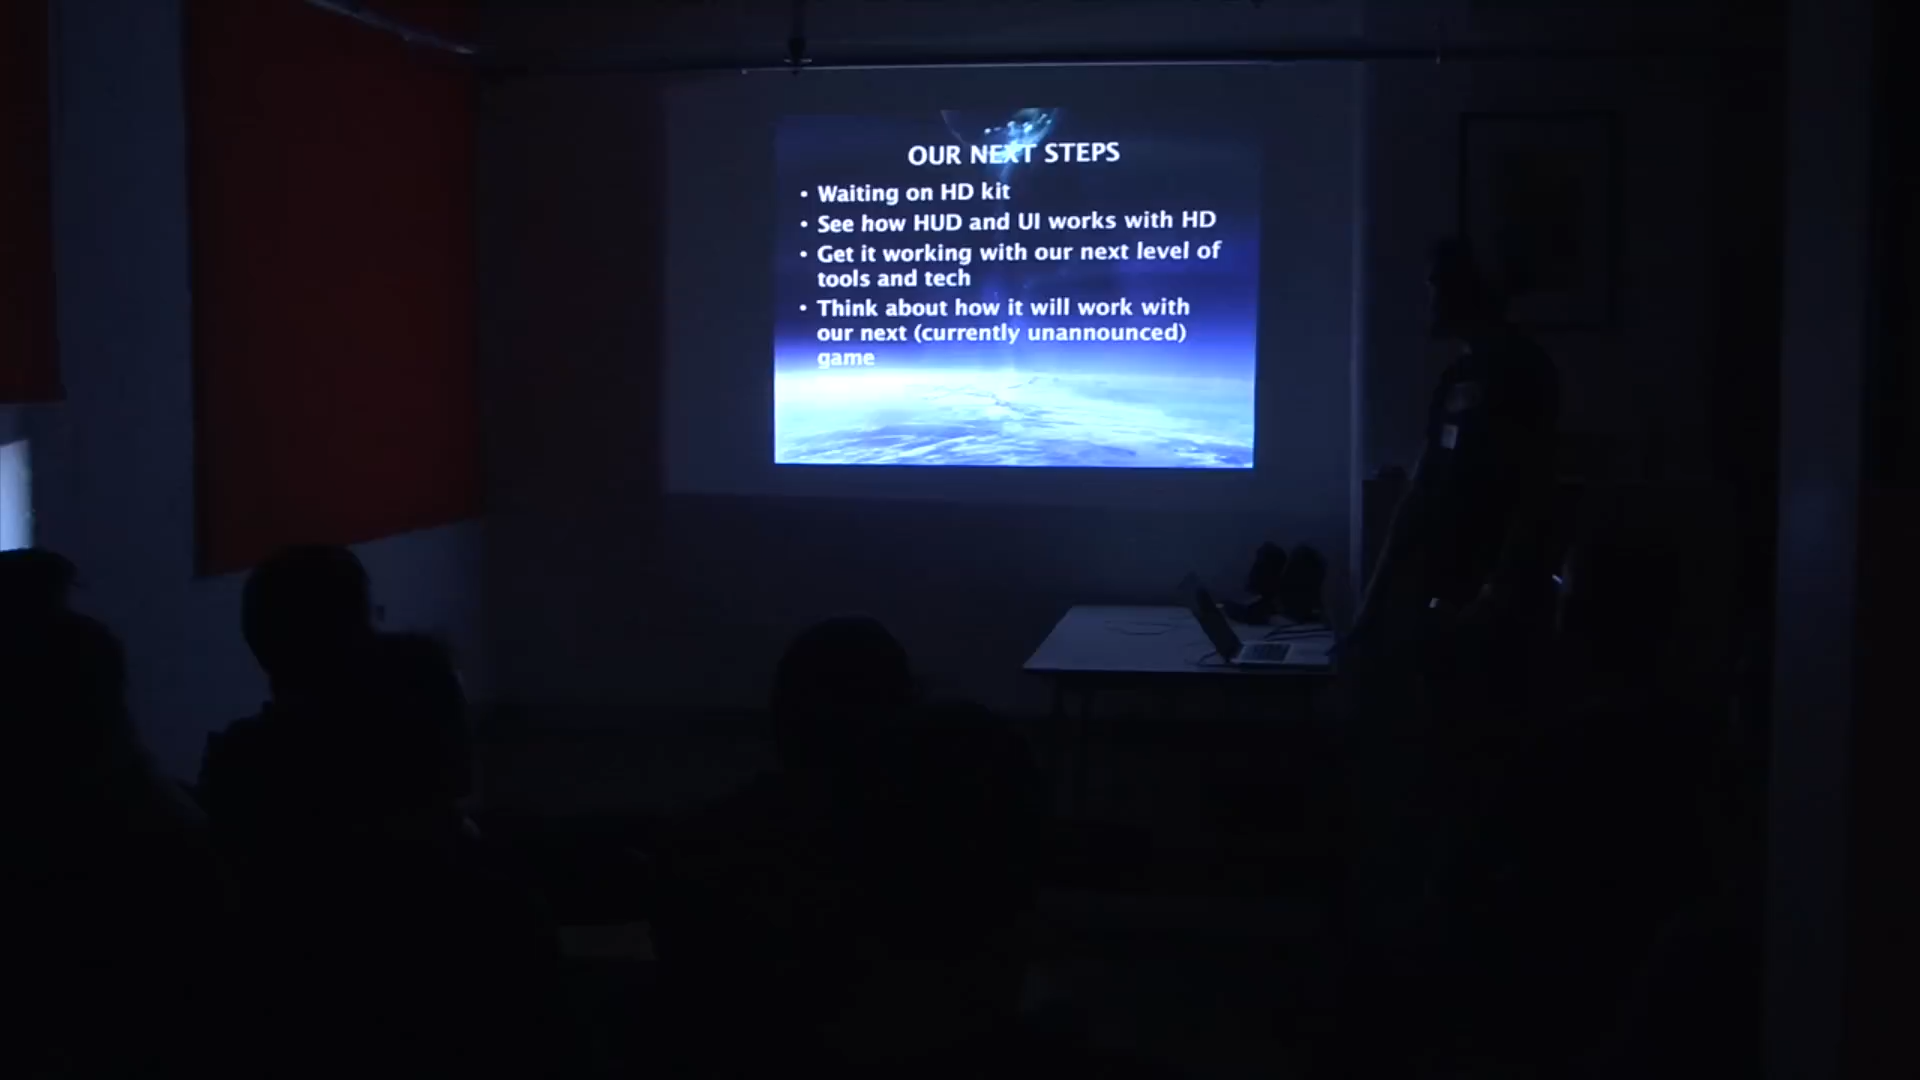 OUR NEXT STEPS
• Waiting on HD kit
• See how HUD and UI works with HD
• Get it working with our next level of
tools and tech
• Think about how it will work with
our next (currently unannounced)
game